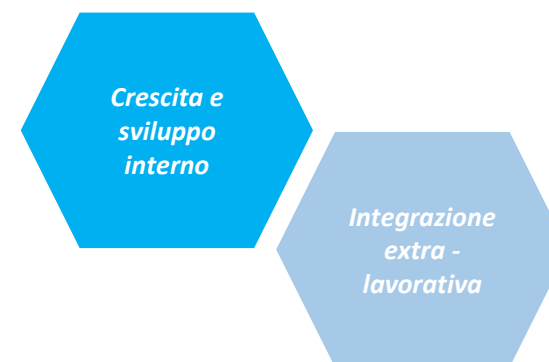 Crescita e
sviluppo
interno
Integrazione
extra -
lavorativa